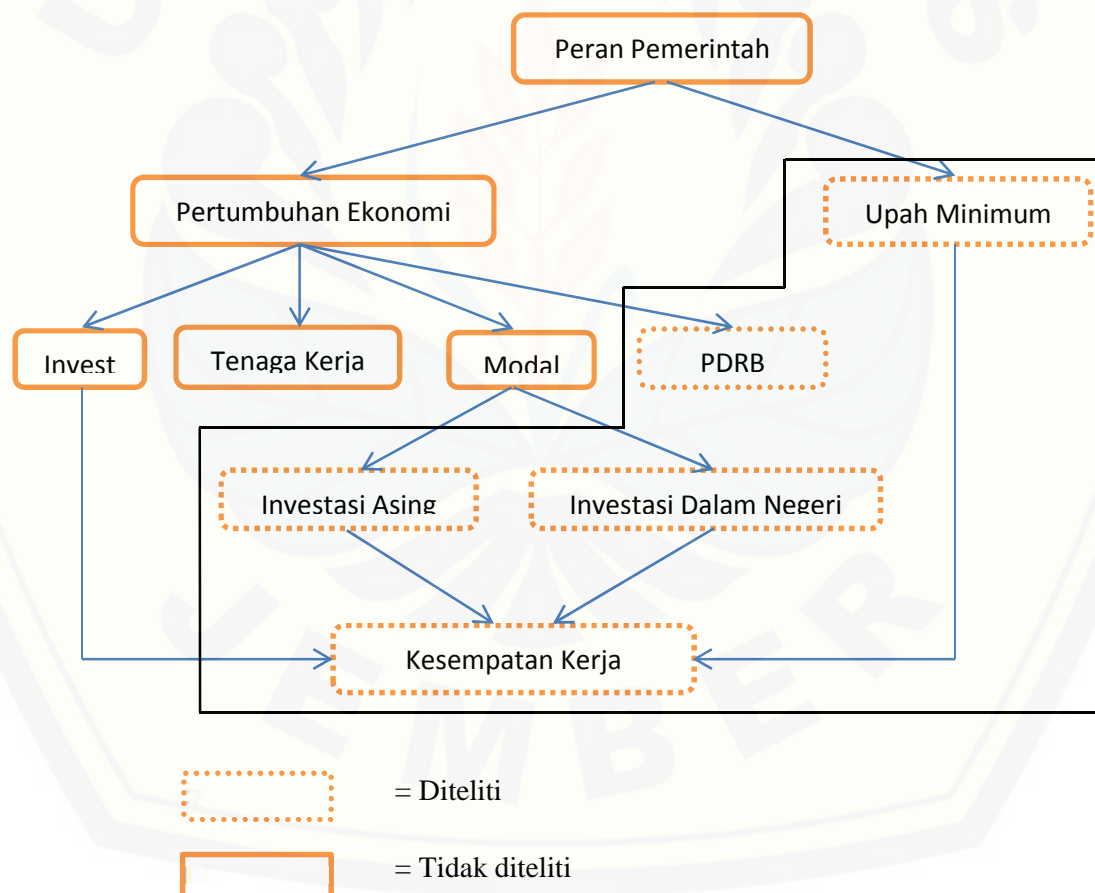 Peran Pemerintah
Pertumbuhan Ekonomi
Upah Minimum
Invest
Tenaga Kerja
Modal
PDRB
Investasi Asing
Investasi Dalam Negeri
Kesempatan Kerja
= Diteliti
= Tidak diteliti
JEMBER